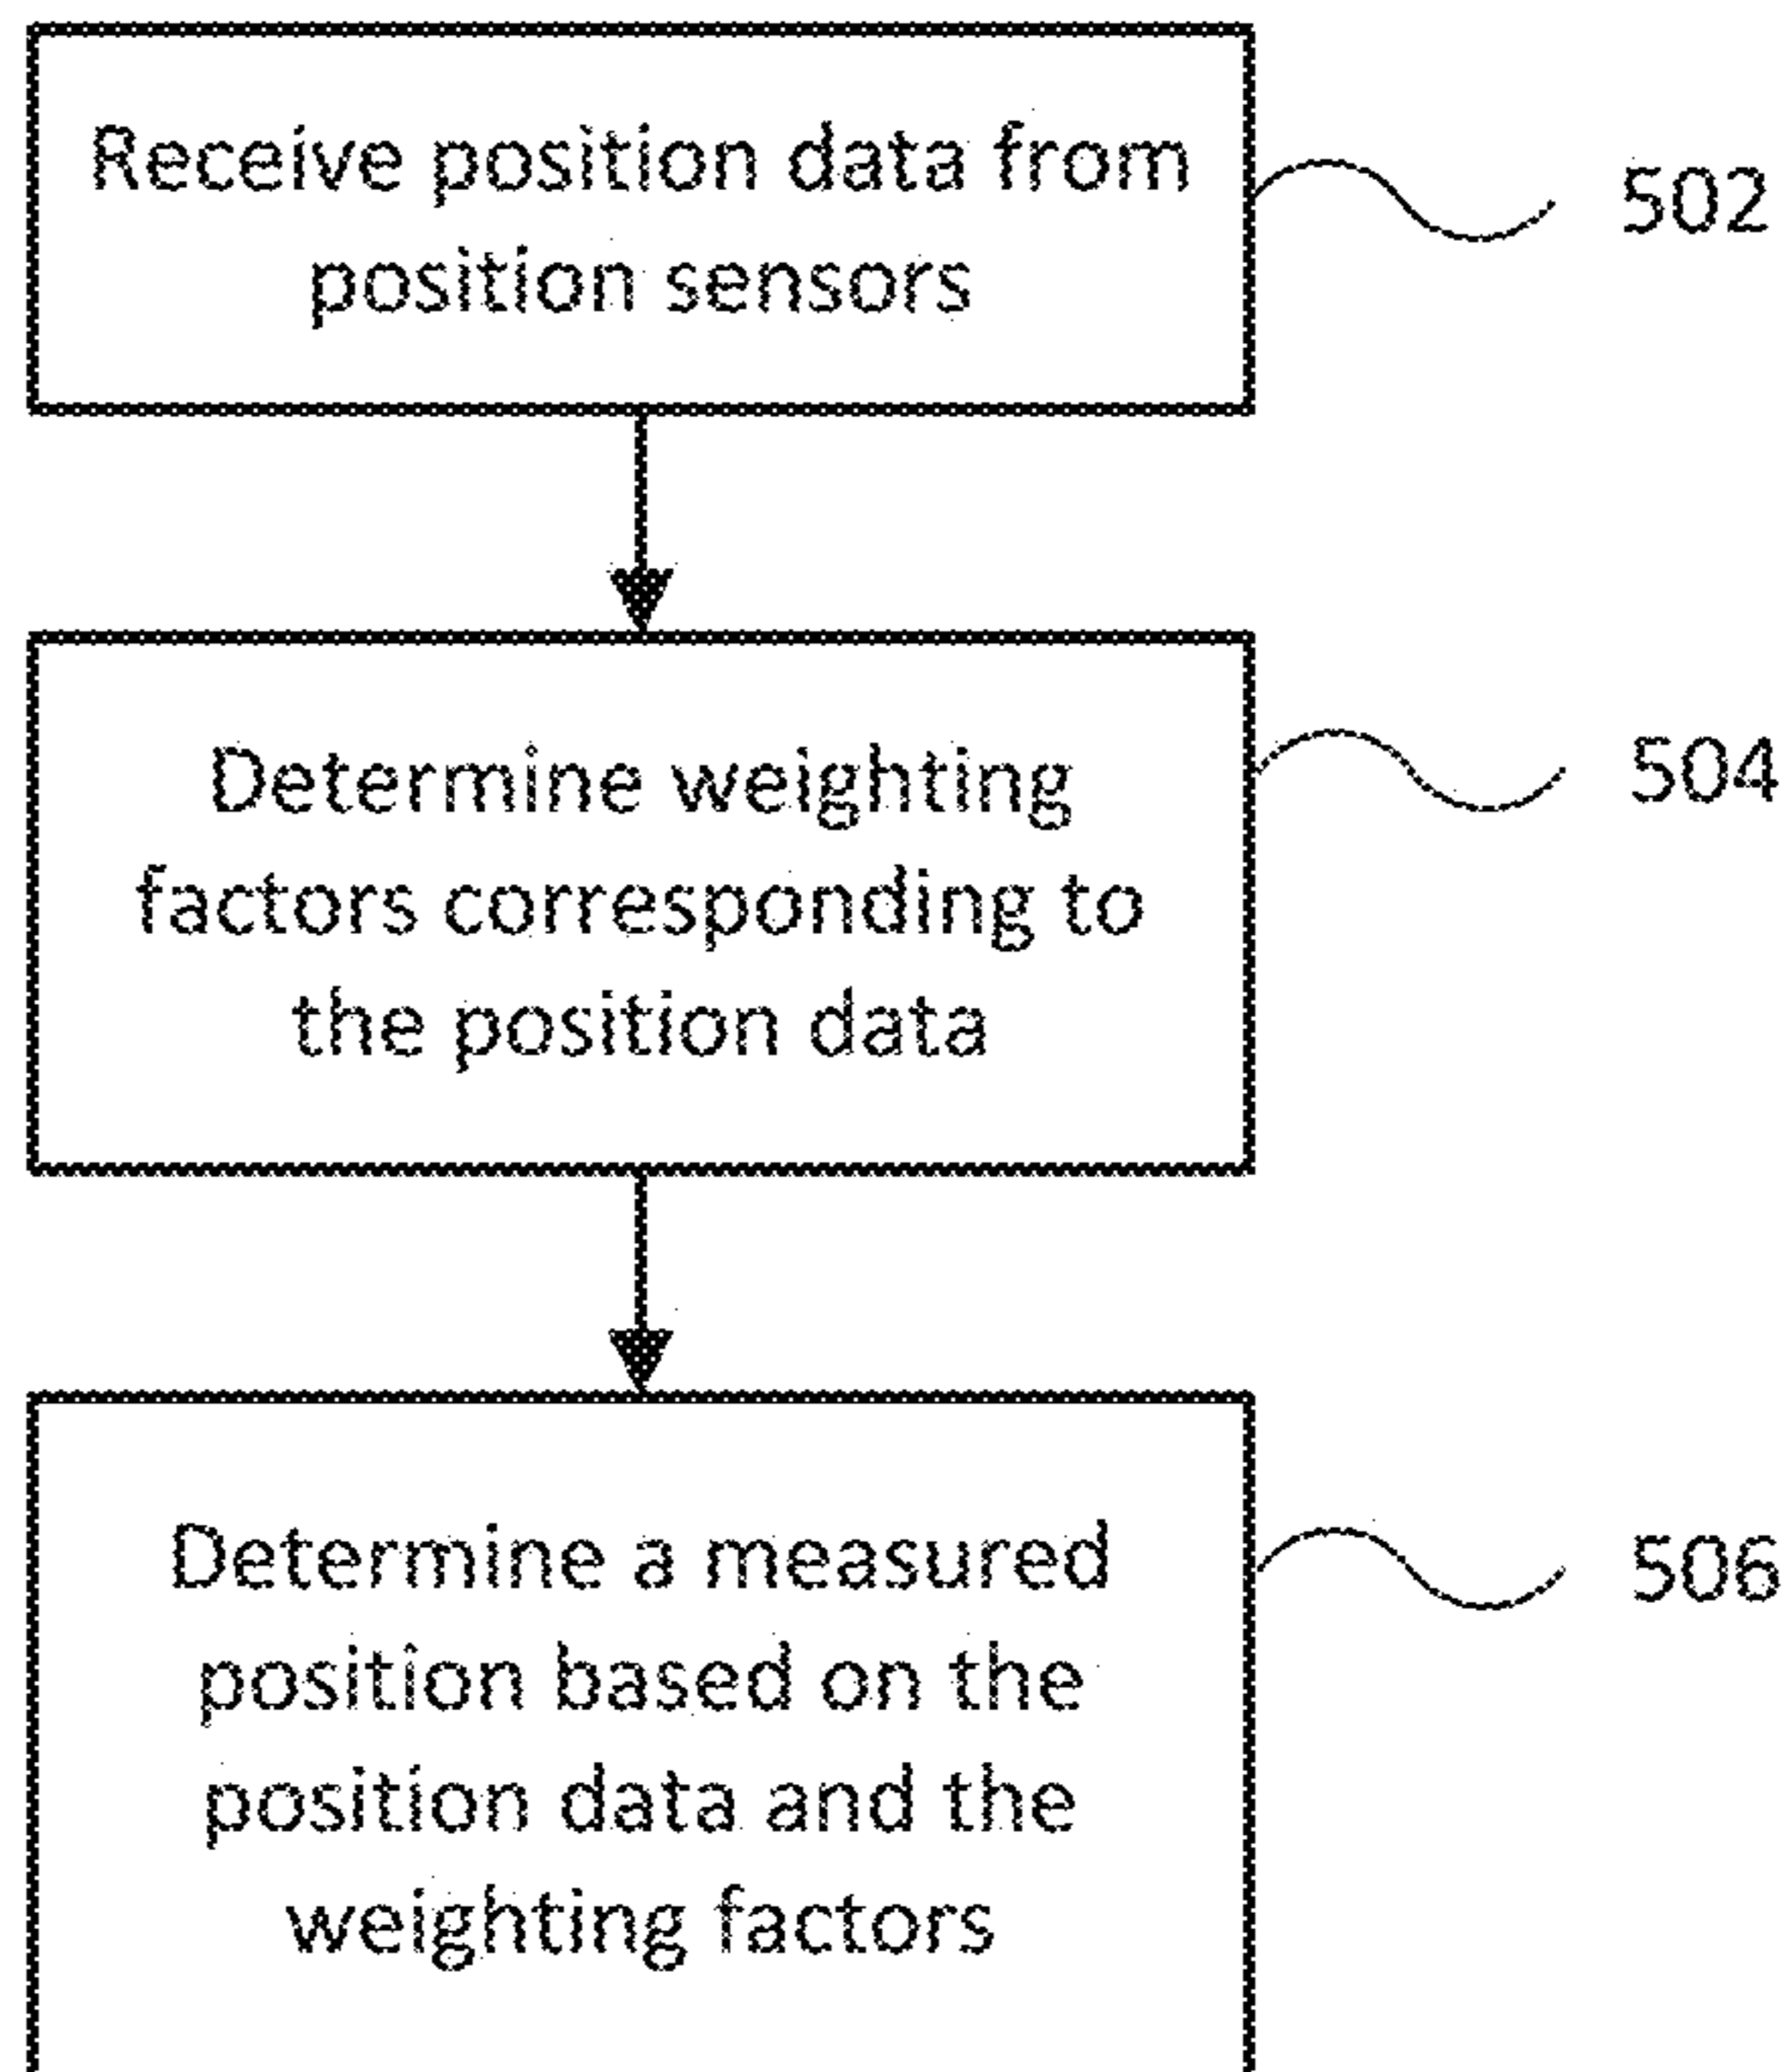 Receive position data from
position sensors
502
Determine weighting
factors corresponding to
the position data
504
Determine a measured
position based on the
position data and the
weighting factors
506